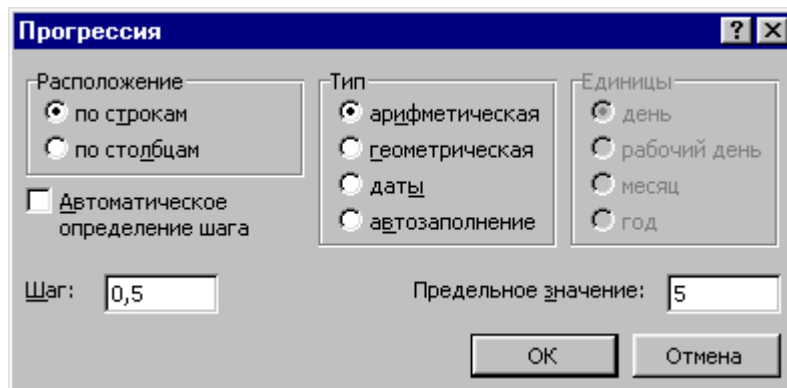 Прогрессия
Расположение
по строкам
по столбцам
Автоматическое
определение шага
Тип
арифметическая
геометрическая
даты
автозаполнение
Единицы
день
рабочий день
месяц
год
Шаг: 0,5
Предельное значение: 5
ОК
Отмена